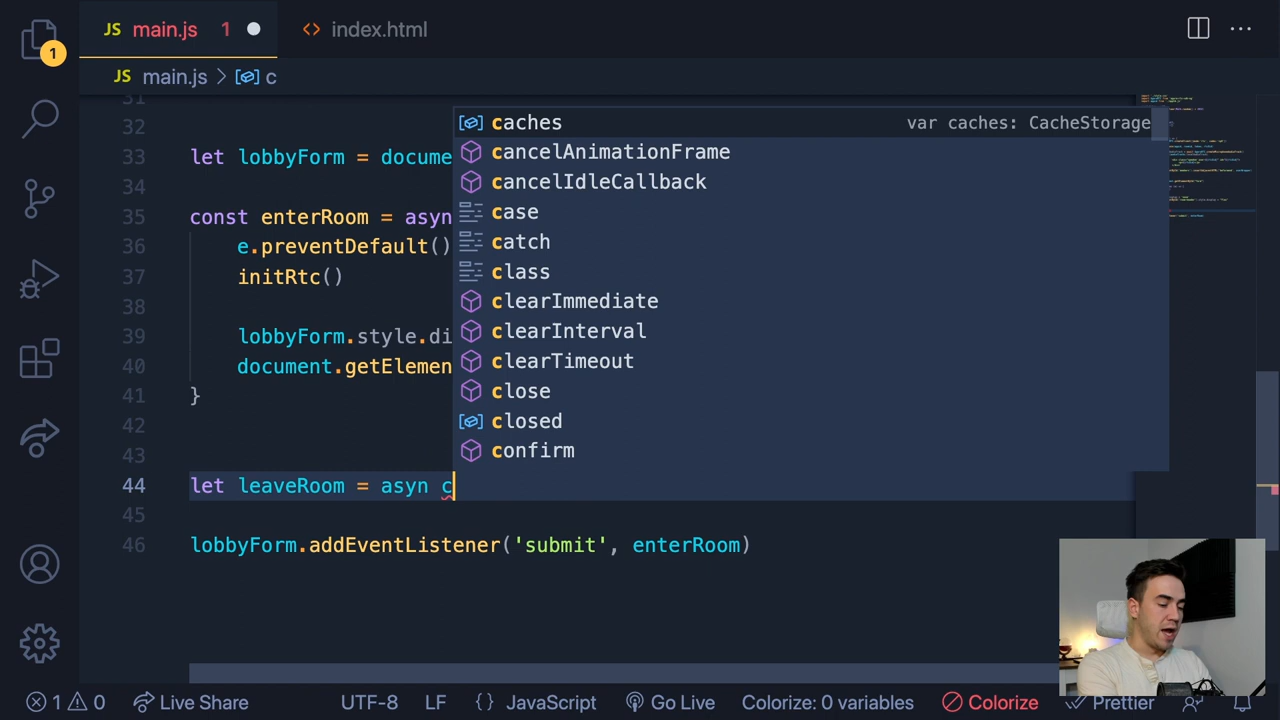 JS main.js 1 index.html
JS main.js > c
1
31
32
33 let lobbyForm = docume
34
35 const enterRoom = asyn
36 e.preventDefault()
37 initRtc()
38
39 lobbyForm.style.di
40 document.getElemen
41 }
42
43
44 let leaveRoom = asyn c
45
46 lobbyForm.addEventListener('submit', enterRoom)
caches var caches: CacheStorage
cancelAnimationFrame
cancelIdleCallback
case
catch
class
clearImmediate
clearInterval
clearTimeout
close
closed
confirm
1 0 Live Share UTF-8 LF {} JavaScript Go Live Colorize: 0 variables Colorize Prettier